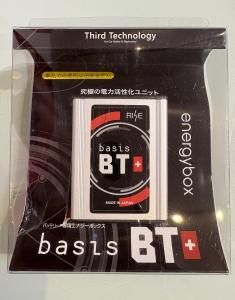 Third Technology
究極の電力活性化ユニット
energybox
RISE
basis
BT+
MADE IN JAPAN
バッテリー専用エナジーボックス
basis BT+